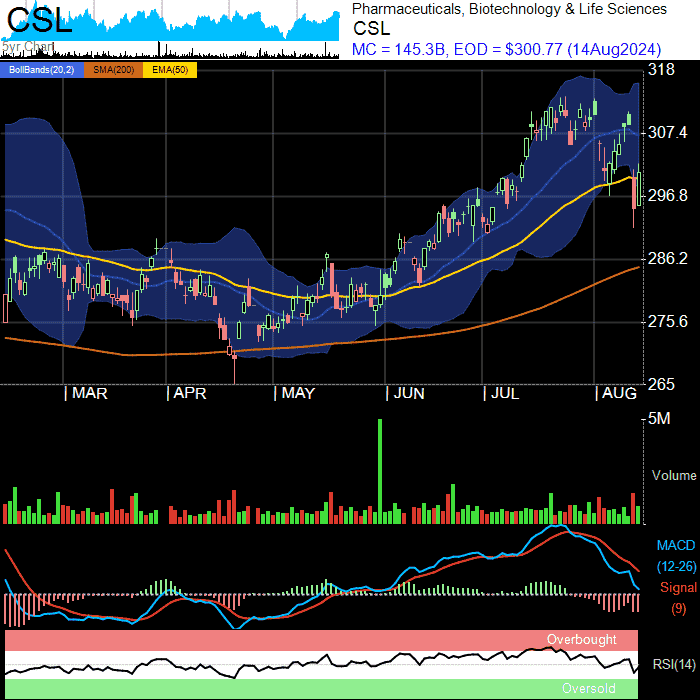 CSL
5yr Chart
Pharmaceuticals, Biotechnology & Life Sciences
CSL
MC = 145.3B, EOD = $300.77 (14Aug2024)
BollBands(20,2) SMA(200) EMA(50)
318
307.4
296.8
286.2
275.6
265
| MAR | APR | MAY | JUN | JUL | AUG
5M
Volume
MACD
(12-26)
Signal
(9)
Overbought
RSI(14)
Oversold